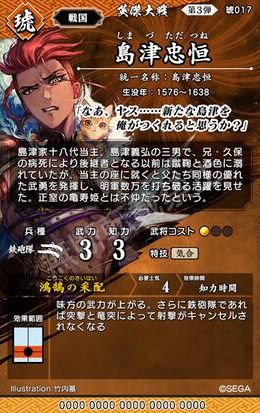 琥
戦国
英傑大戦
第3弾
琥017
しまづ ただつね
島津忠恒
統一名称：島津忠恒
生没年：1576～1638
「なあ、ヤス……新たな島津を
俺がつくれると思うか？」
島津家十八代当主。島津義弘の三男で、兄・久保
の病死により後継者となる以前は蹴鞠と酒色に溺
れていたが、当主の座に就くと父たち同様の優れ
た武勇を発揮し、明軍数万を打ち破る活躍を見せ
た。正室の亀寿姫とは不仲だったという。
兵種 武力 知力 武将コスト
鉄砲隊 3 3 特技 気合
こうこくのさいはい
鴻鵠の采配
必要士気 4
効果時間 知力時間
効果範囲
味方の武力が上がる。さらに鉄砲隊であれ
ば突撃と竜突によって射撃がキャンセルさ
れなくなる
Illustration:竹内基
©SEGA
0000 0000 0000 0000 0000